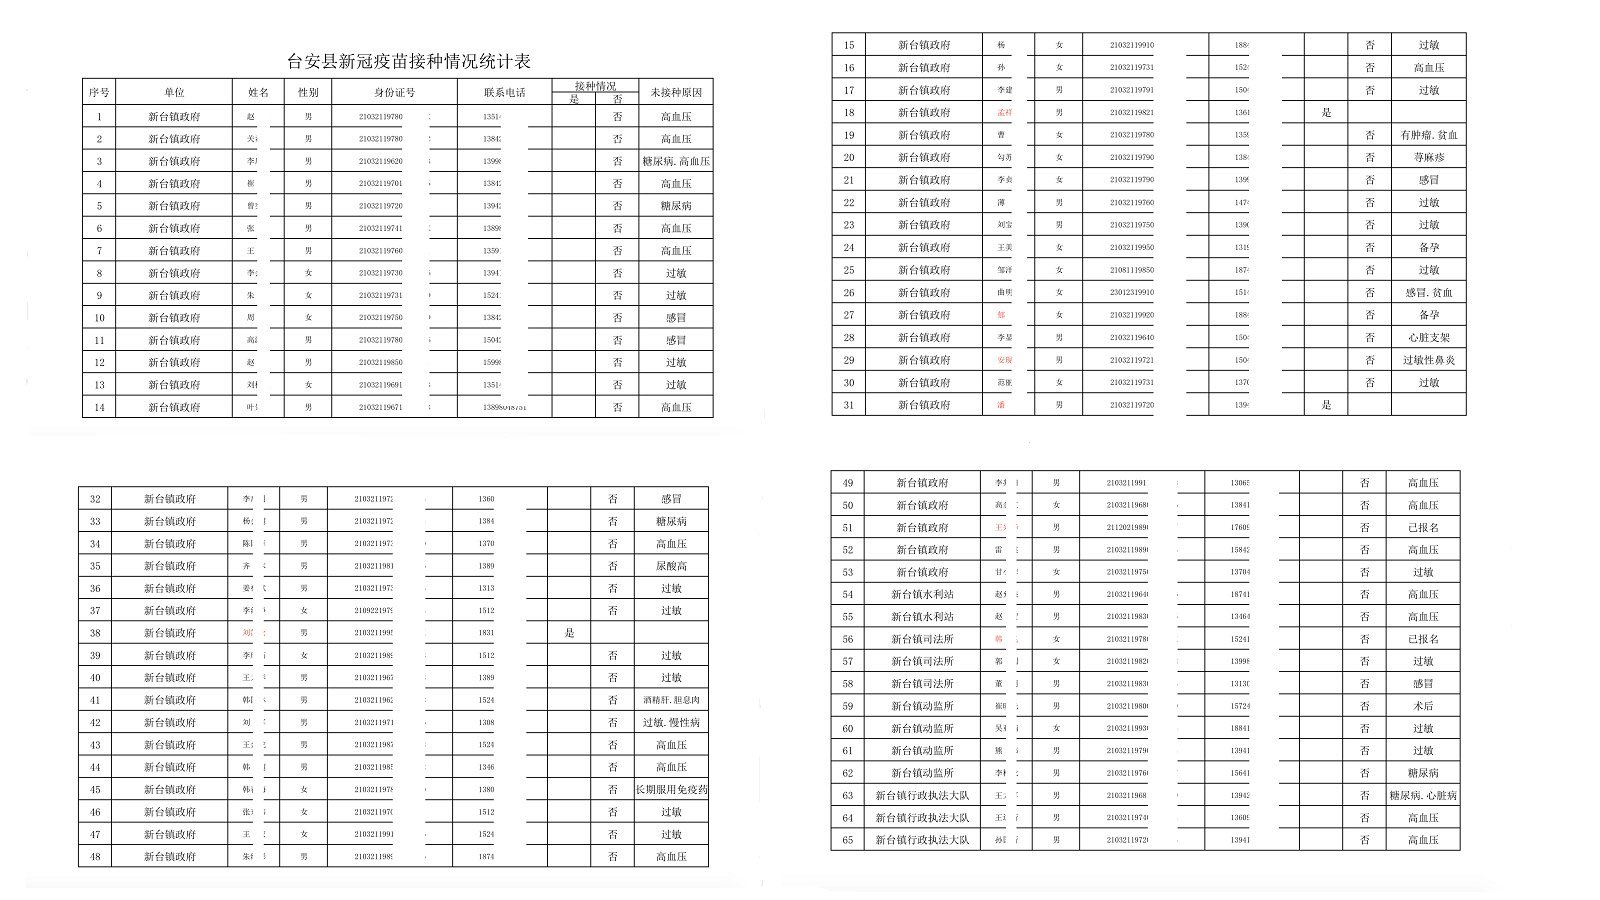 台安县新冠疫苗接种情况统计表
序号 单位 姓名 性别 身份证号 联系电话 接种情况 未接种原因
是 否
1 新台镇政府 赵 男 21032119780 1351 否 高血压
2 新台镇政府 关 男 21032119780 1384 否 高血压
3 新台镇政府 李 男 21032119620 1399 否 糖尿病.高血压
4 新台镇政府 崔 男 21032119701 1384 否 高血压
5 新台镇政府 曾 男 21032119720 1394 否 糖尿病
6 新台镇政府 张 男 21032119741 1389 否 高血压
7 新台镇政府 王 男 21032119760 1359 否 高血压
8 新台镇政府 李 女 21032119730 1394 否 过敏
9 新台镇政府 朱 女 21032119731 1524 否 过敏
10 新台镇政府 周 女 21032119750 1384 否 感冒
11 新台镇政府 高 男 21032119780 1504 否 感冒
12 新台镇政府 赵 男 21032119850 1599 否 过敏
13 新台镇政府 刘 女 21032119691 1351 否 过敏
14 新台镇政府 叶 男 21032119671 否 高血压
15 新台镇政府 杨 女 21032119910 188 否 过敏
16 新台镇政府 孙 女 21032119731 152 否 高血压
17 新台镇政府 李建 男 21032119791 150 否 过敏
18 新台镇政府 孟祥 男 21032119821 136 是
19 新台镇政府 曹 女 21032119780 135 否 有肿瘤.贫血
20 新台镇政府 女 21032119790 138 否 荨麻疹
21 新台镇政府 李 女 21032119790 139 否 感冒
22 新台镇政府 薄 男 21032119760 147 否 过敏
23 新台镇政府 刘宝 男 21032119750 139 否 过敏
24 新台镇政府 王美 女 21032119950 131 否 备孕
25 新台镇政府 邹洋 女 21081119850 187 否 过敏
26 新台镇政府 曲明 女 23012319910 151 否 感冒.贫血
27 新台镇政府 郁 女 21032119920 188 否 备孕
28 新台镇政府 李 男 21032119640 150 否 心脏支架
29 新台镇政府 安 男 21032119721 150 否 过敏性鼻炎
30 新台镇政府 范丽 女 21032119731 137 否 过敏
31 新台镇政府 潘 男 21032119720 139 是
32 新台镇政府 李 男 210321197 1360 否 感冒
33 新台镇政府 杨 男 210321197 1384 否 糖尿病
34 新台镇政府 陈 男 210321197 1370 否 高血压
35 新台镇政府 齐 男 2103211981 1389 否 尿酸高
36 新台镇政府 姜 男 210321197 1313 否 过敏
37 新台镇政府 李 女 210922197 1512 否 过敏
38 新台镇政府 刘 男 210321199 1831 是
39 新台镇政府 李 女 210321198 1512 否 过敏
40 新台镇政府 王 男 210321196 1389 否 过敏
41 新台镇政府 韩 男 210321196 1524 否 酒精肝.胆息肉
42 新台镇政府 刘 男 2103211971 1308 否 过敏.慢性病
43 新台镇政府 王 男 210321198 1524 否 高血压
44 新台镇政府 韩 男 210321198 1346 否 高血压
45 新台镇政府 韩 女 210321197 1380 否 长期服用免疫药
46 新台镇政府 张 女 210321197 1512 否 过敏
47 新台镇政府 王 女 2103211991 1524 否 过敏
48 新台镇政府 朱 男 210321198 1874 否 高血压
49 新台镇政府 李 男 210321191 1306 否 高血压
50 新台镇政府 高 女 2103211968 1384 否 高血压
51 新台镇政府 王 男 2112021989 1760 否 已报名
52 新台镇政府 雷 男 2103211989 1584 否 高血压
53 新台镇政府 甘 女 2103211975 1370 否 过敏
54 新台镇水利站 赵 男 2103211964 1874 否 高血压
55 新台镇水利站 赵 男 2103211983 1346 否 高血压
56 新台镇司法所 韩 女 2103211978 1524 否 已报名
57 新台镇司法所 郭 女 2103211982 1399 否 过敏
58 新台镇司法所 董 男 2103211983 1313 否 感冒
59 新台镇动监所 崔 男 2103211980 1572 否 术后
60 新台镇动监所 吴 女 2103211993 1884 否 过敏
61 新台镇动监所 熊 男 2103211979 1394 否 过敏
62 新台镇动监所 李 男 2103211976 1564 否 糖尿病
63 新台镇行政执法大队 王 男 210321196 1394 否 糖尿病.心脏病
64 新台镇行政执法大队 王 男 2103211974 1360 否 高血压
65 新台镇行政执法大队 孙 男 2103211972 1394 否 高血压